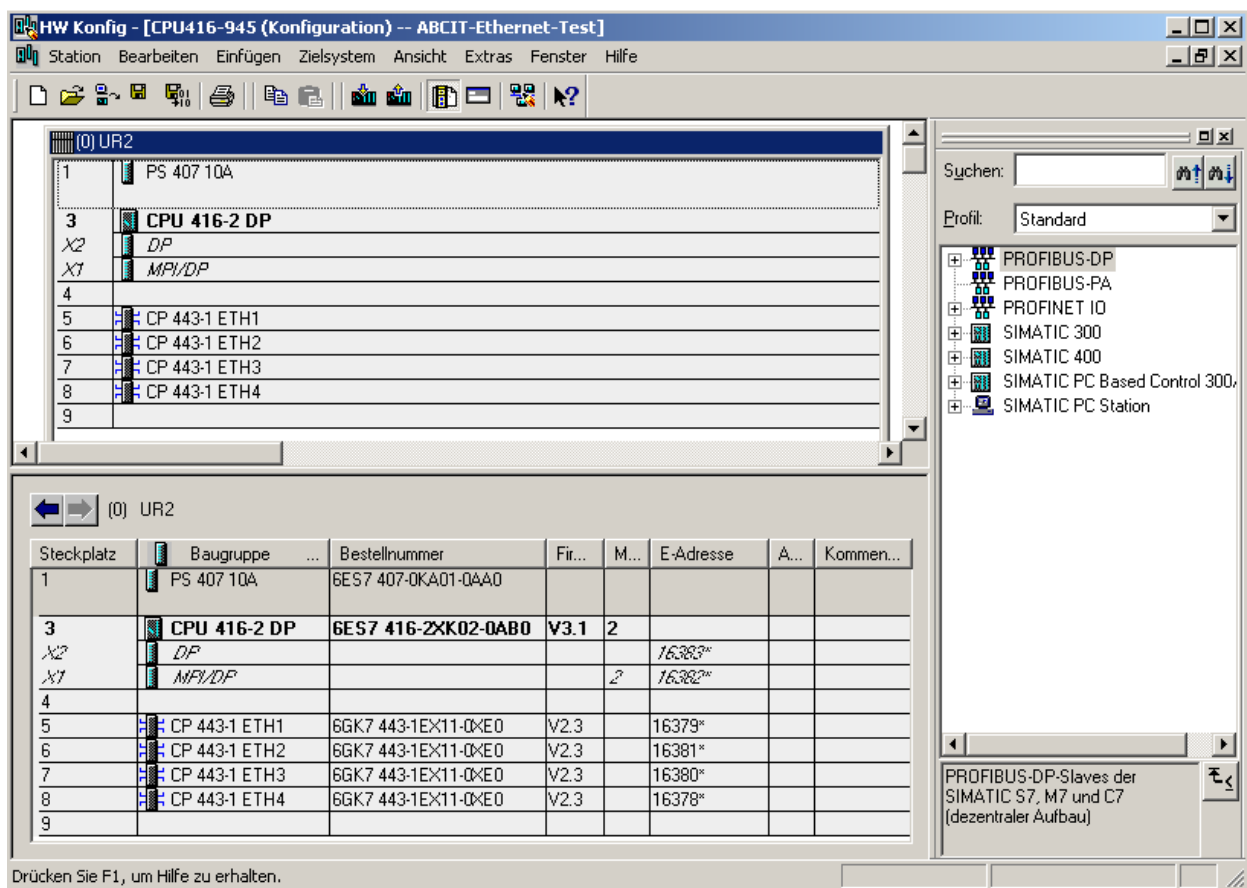 HW Konfig - [CPU416-945 (Konfiguration) -- ABCIT-Ethernet-Test]
Station Bearbeiten Einfügen Zielsystem Ansicht Extras Fenster Hilfe
(0) UR2
1 PS 407 10A
3 CPU 416-2 DP
X2 DP
X1 MPI/DP
4
5 CP 443-1 ETH1
6 CP 443-1 ETH2
7 CP 443-1 ETH3
8 CP 443-1 ETH4
9
Suchen:
Profil: Standard
PROFIBUS-DP
PROFIBUS-PA
PROFINET IO
SIMATIC 300
SIMATIC 400
SIMATIC PC Based Control 300/
SIMATIC PC Station
(0) UR2
Steckplatz Baugruppe ... Bestellnummer Fir... M... E-Adresse A... Kommen...
1 PS 407 10A 6ES7 407-0KA01-0AA0
3 CPU 416-2 DP 6ES7 416-2XK02-0AB0 V3.1 2
X2 DP 16383*
X1 MPI/DP 2 16382*
4
5 CP 443-1 ETH1 6GK7 443-1EX11-0XE0 V2.3 16379*
6 CP 443-1 ETH2 6GK7 443-1EX11-0XE0 V2.3 16381*
7 CP 443-1 ETH3 6GK7 443-1EX11-0XE0 V2.3 16380*
8 CP 443-1 ETH4 6GK7 443-1EX11-0XE0 V2.3 16378*
9
PROFIBUS-DP-Slaves der
SIMATIC S7, M7 und C7
(dezentraler Aufbau)
Drücken Sie F1, um Hilfe zu erhalten.